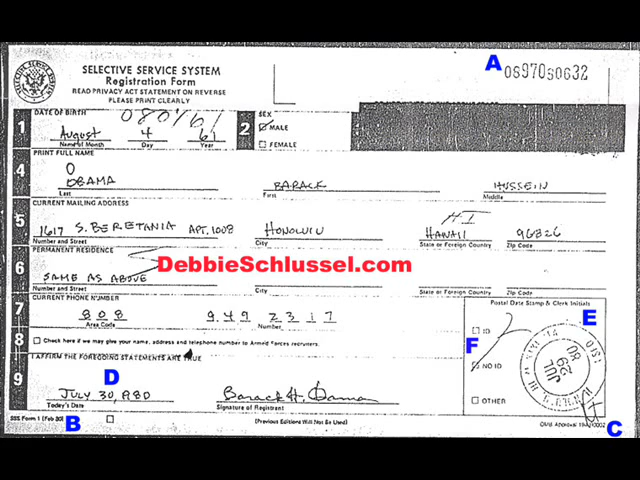 A 0897080632
SELECTIVE SERVICE SYSTEM
Registration Form
READ PRIVACY ACT STATEMENT ON REVERSE
PLEASE PRINT CLEARLY
1 DATE OF BIRTH 080461
August 4 61
Name of Month Day Year
2 SEX
MALE
FEMALE
4 PRINT FULL NAME
O
OBAMA BARACK HUSSEIN
Last First Middle
5 CURRENT MAILING ADDRESS
HI
1617 S. BERETANIA APT. 1008 HONOLULU HAWAII 96826
Number and Street City State or Foreign Country Zip Code
6 PERMANENT RESIDENCE
SAME AS ABOVE
DebbieSchlussel.com
Number and Street City State or Foreign Country Zip Code
7 CURRENT PHONE NUMBER
808 949 2317
Area Code Number
8 Check here if we may give your name, address and telephone number to Armed Forces recruiters.
I AFFIRM THE FOREGOING STATEMENTS ARE TRUE
9 D
JULY 30, 1980 Barack H. Obama
Today's Date Signature of Registrant
Postal Date Stamp & Clerk Initials
E
ID
F NO ID
OTHER
JUL
29
80
SSS Form 1 (Feb 80) (Previous Editions Will Not Be Used) OMB Approval
B C